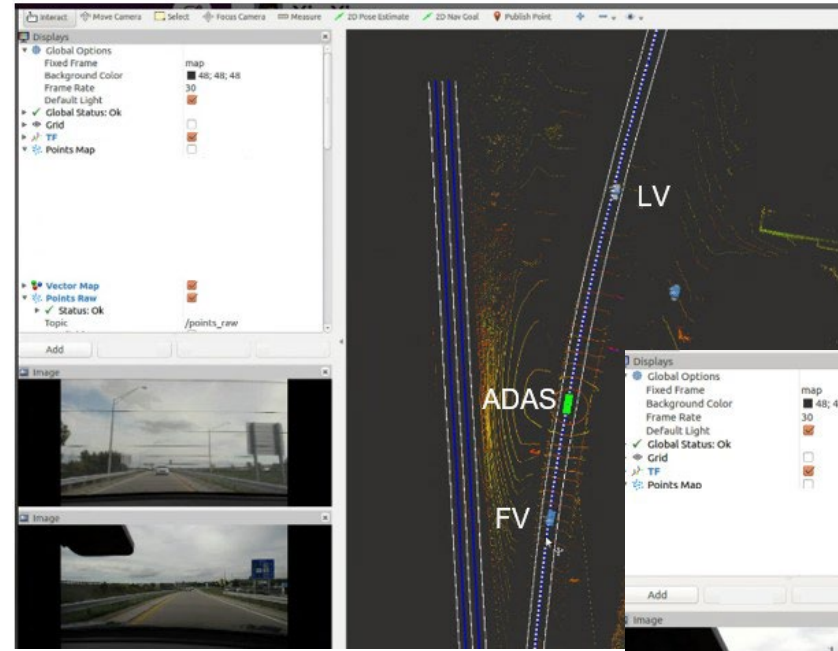 Interact Move Camera Select Focus Camera Measure 2D Pose Estimate 2D Nav Goal Publish Point
Displays
Global Options
Fixed Frame map
Background Color 48; 48; 48
Frame Rate 30
Default Light
Global Status: Ok
Grid
TF
Points Map
Vector Map
Points Raw
Status: Ok
Topic /points_raw
Add
Image
Image
LV
ADAS
FV
Displays
Global Options
Fixed Frame map
Background Color 48; 4
Frame Rate 30
Default Light
Global Status: Ok
Grid
TF
Points Map
Add
Image